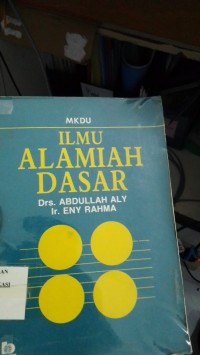 MKDU
ILMU
ALAMIAH
DASAR
Drs. ABDULLAH ALY
Ir. ENY RAHMA